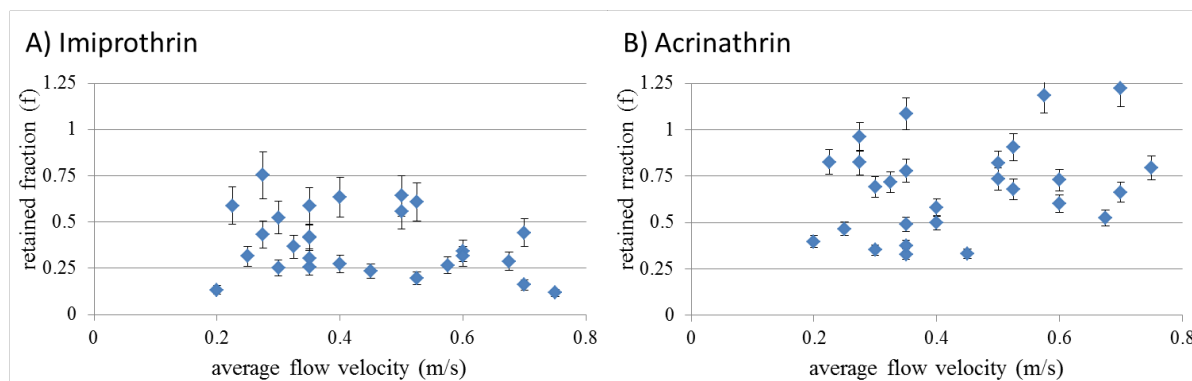 A) Imiprothrin
retained fraction (f)
1.25
1
0.75
0.5
0.25
0
0 0.2 0.4 0.6 0.8
average flow velocity (m/s)
B) Acrinathrin
retained rraction (f)
1.25
1
0.75
0.5
0.25
0
0 0.2 0.4 0.6 0.8
average flow velocity (m/s)